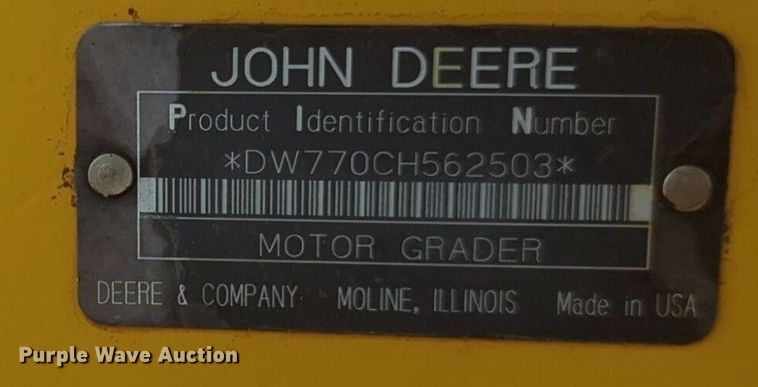 JOHN DEERE
Product Identification Number
*DW770CH562503*
MOTOR GRADER
DEERE & COMPANY MOLINE, ILLINOIS Made in USA
Purple Wave Auction